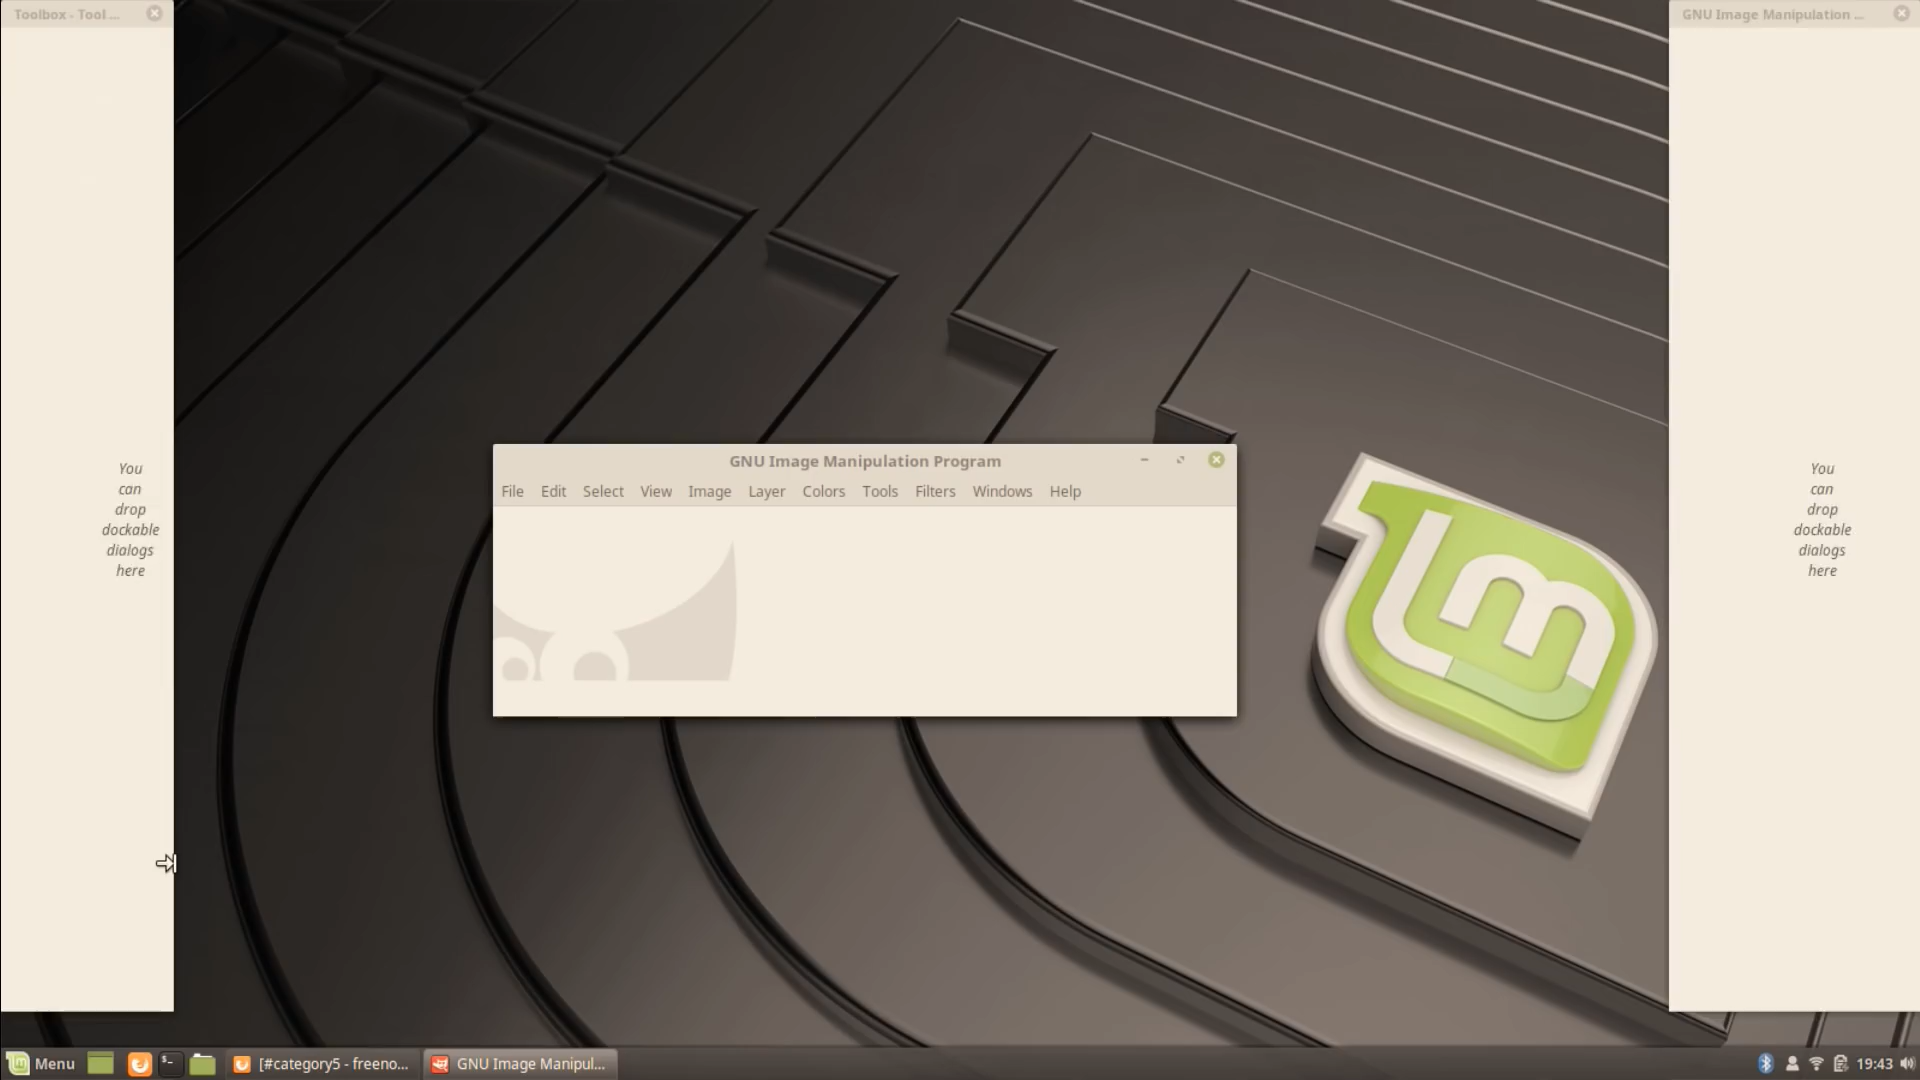 Toolbox - Tool ...
GNU Image Manipulation ...
You
can
drop
dockable
dialogs
here
GNU Image Manipulation Program
File Edit Select View Image Layer Colors Tools Filters Windows Help
You
can
drop
dockable
dialogs
here
lm
Menu
[#category5 - freeno...
GNU Image Manipul...
19:43